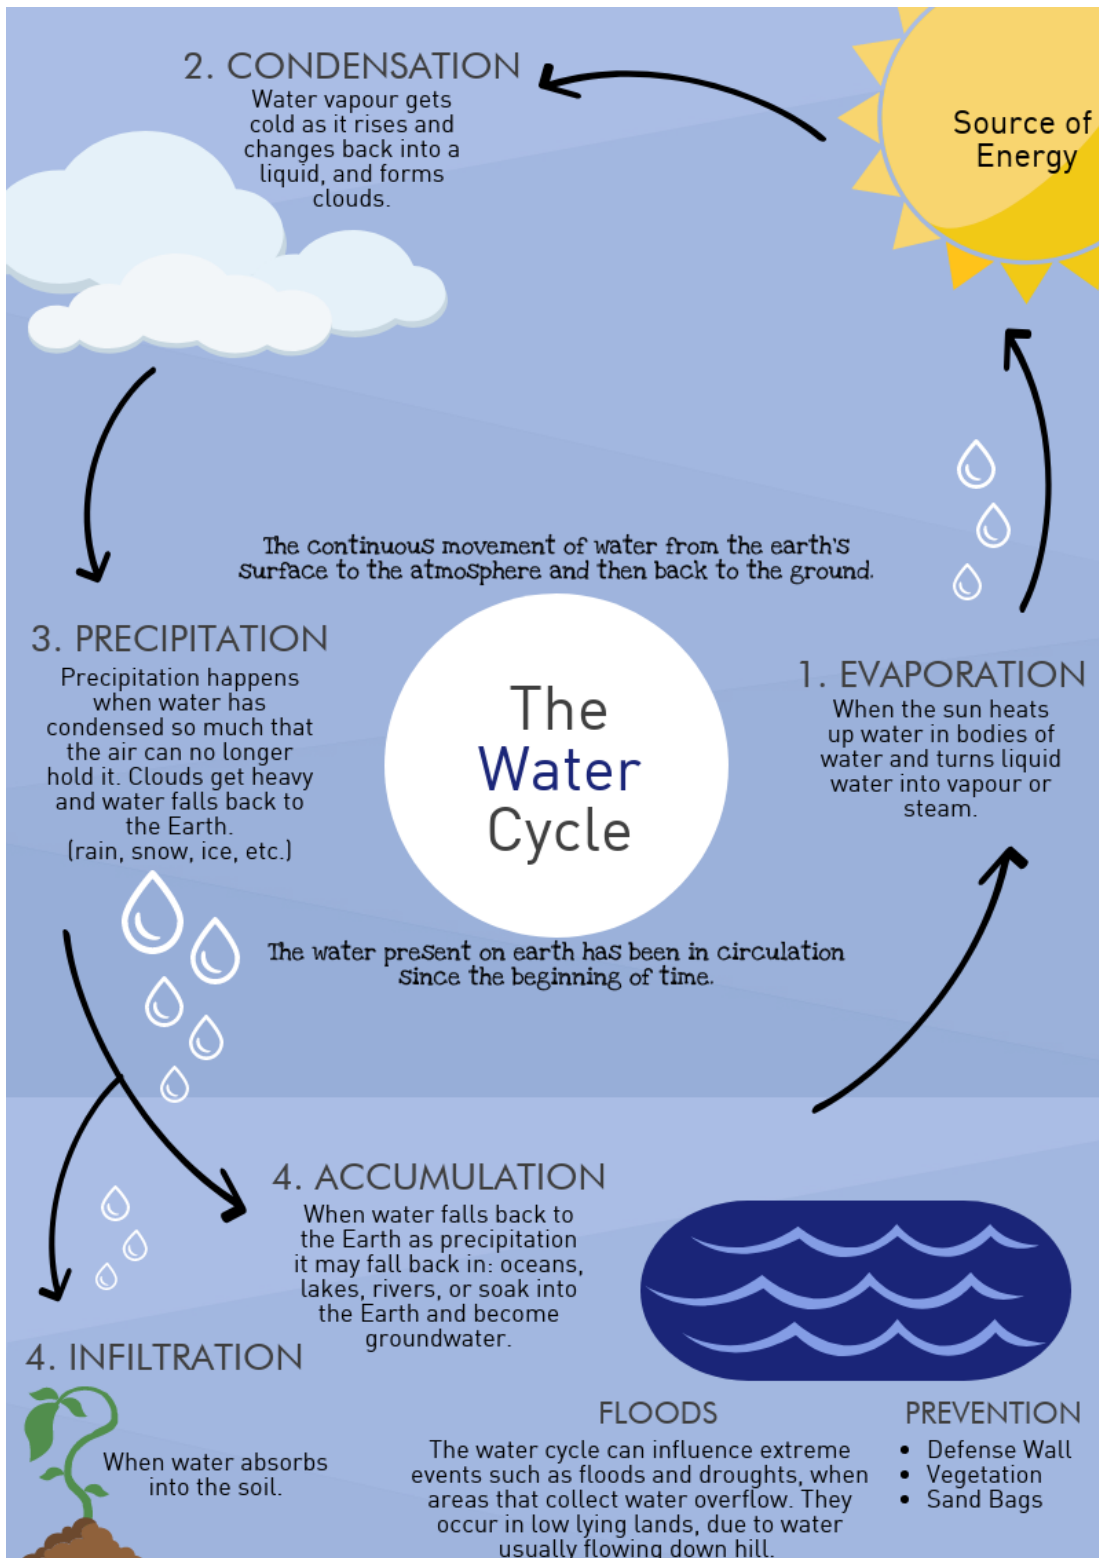 2. CONDENSATION
Water vapour gets
cold as it rises and
changes back into a
liquid, and forms
clouds.
Source of
Energy
The continuous movement of water from the earth's
surface to the atmosphere and then back to the ground.
3. PRECIPITATION
Precipitation happens
when water has
condensed so much that
the air can no longer
hold it. Clouds get heavy
and water falls back to
the Earth.
(rain, snow, ice, etc.)
The
Water
Cycle
1. EVAPORATION
When the sun heats
up water in bodies of
water and turns liquid
water into vapour or
steam.
The water present on earth has been in circulation
since the beginning of time.
4. ACCUMULATION
When water falls back to
the Earth as precipitation
it may fall back in: oceans,
lakes, rivers, or soak into
the Earth and become
groundwater.
4. INFILTRATION
When water absorbs
into the soil.
FLOODS
The water cycle can influence extreme
events such as floods and droughts, when
areas that collect water overflow. They
occur in low lying lands, due to water
usually flowing down hill.
PREVENTION
• Defense Wall
• Vegetation
• Sand Bags